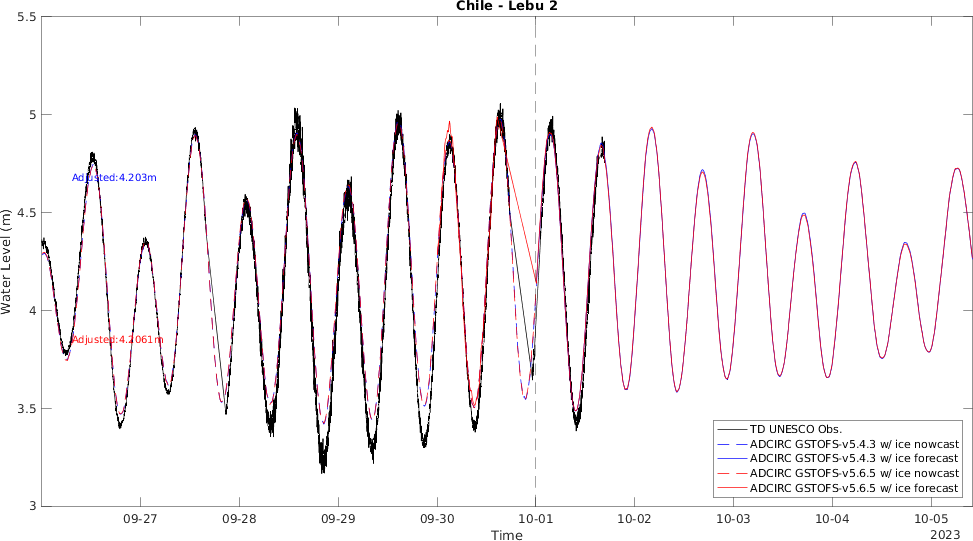 Chile - Lebu 2
5.5
5
4.5
4
3.5
3
Water Level (m)
Adjusted:4.203m
Adjusted:4.2061m
TD UNESCO Obs.
ADCIRC GSTOFS-v5.4.3 w/ ice nowcast
ADCIRC GSTOFS-v5.4.3 w/ ice forecast
ADCIRC GSTOFS-v5.6.5 w/ ice nowcast
ADCIRC GSTOFS-v5.6.5 w/ ice forecast
09-27 09-28 09-29 09-30 10-01 10-02 10-03 10-04 10-05
Time
2023